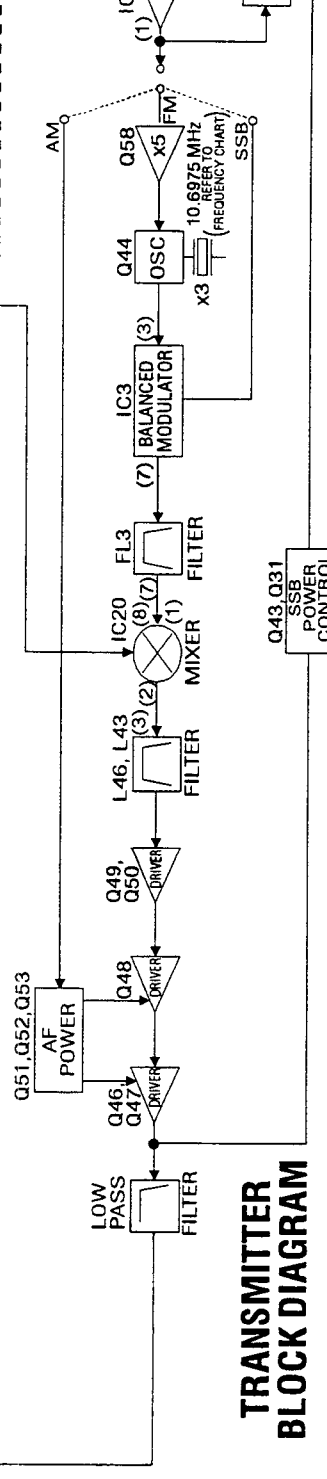 (1)
AM
FM
SSB
Q58
x5
10.6975 MHz
(REFER TO
FREQUENCY CHART)
Q44
OSC
x3
(3)
IC3
BALANCED
MODULATOR
(7)
FL3
FILTER
IC20
(8)
(7)
(1)
MIXER
(2)
(3)
L46, L43
FILTER
Q43, Q31
SSB
POWER
CONTROL
Q49,
Q50
DRIVER
Q48
DRIVER
Q51,Q52,Q53
AF
POWER
Q46,
Q47
DRIVER
LOW
PASS
FILTER
TRANSMITTER
BLOCK DIAGRAM